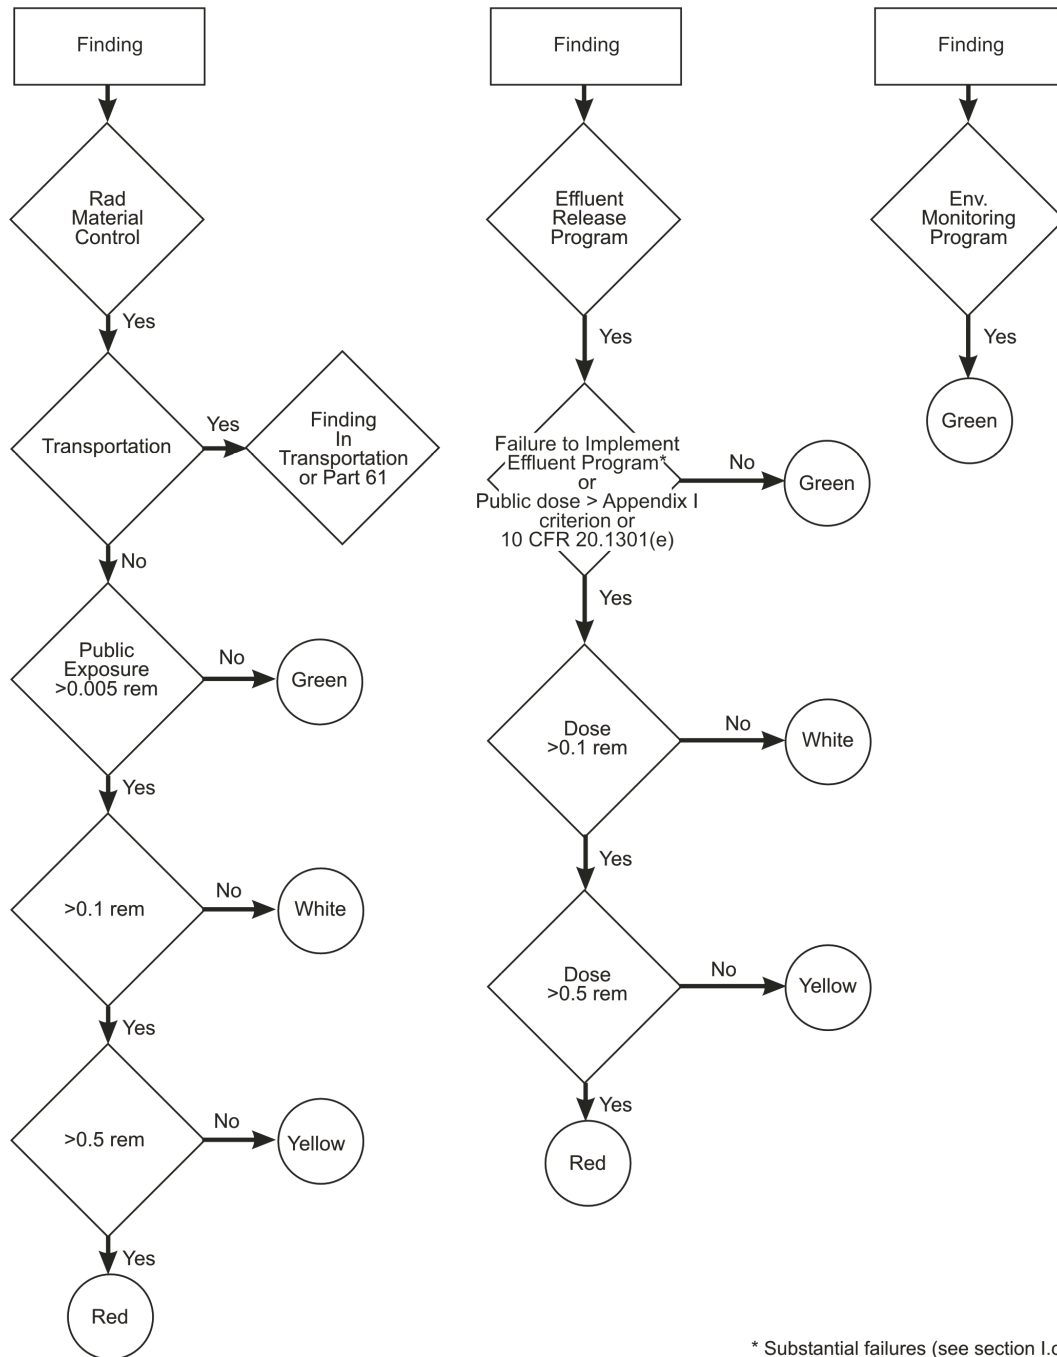 Finding
Rad
Material
Control
Yes
Transportation
Yes
Finding
In
Transportation
or Part 61
No
Public
Exposure
>0.005 rem
No
Green
Yes
>0.1 rem
No
White
Yes
>0.5 rem
No
Yellow
Yes
Red
Finding
Effluent
Release
Program
Yes
Failure to Implement
Effluent Program*
or
Public dose > Appendix I
criterion or
10 CFR 20.1301(e)
No
Green
Yes
Dose
>0.1 rem
No
White
Yes
Dose
>0.5 rem
No
Yellow
Yes
Red
Finding
Env.
Monitoring
Program
Yes
Green
* Substantial failures (see section